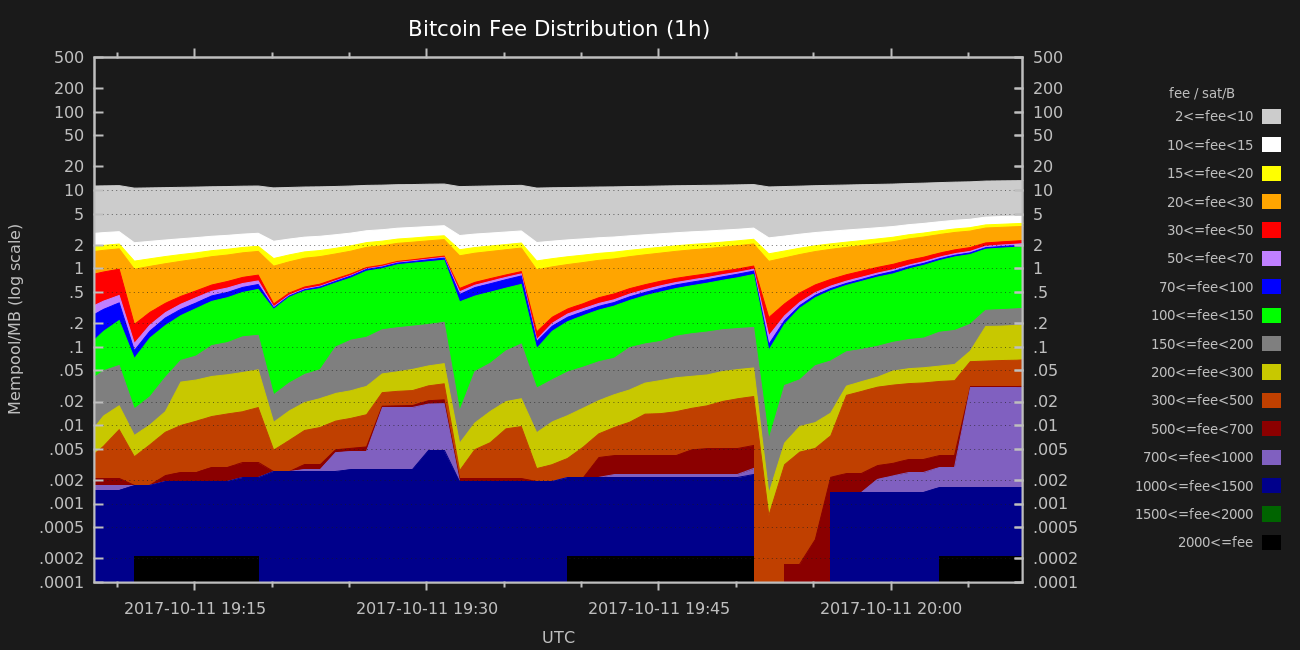 Bitcoin Fee Distribution (1h)
Mempool/MB (log scale)
500
200
100
50
20
10
5
2
1
.5
.2
.1
.05
.02
.01
.005
.002
.001
.0005
.0002
.0001
500
200
100
50
20
10
5
2
1
.5
.2
.1
.05
.02
.01
.005
.002
.001
.0005
.0002
.0001
fee / sat/B
2<=fee<10
10<=fee<15
15<=fee<20
20<=fee<30
30<=fee<50
50<=fee<70
70<=fee<100
100<=fee<150
150<=fee<200
200<=fee<300
300<=fee<500
500<=fee<700
700<=fee<1000
1000<=fee<1500
1500<=fee<2000
2000<=fee
2017-10-11 19:15 2017-10-11 19:30 2017-10-11 19:45 2017-10-11 20:00
UTC